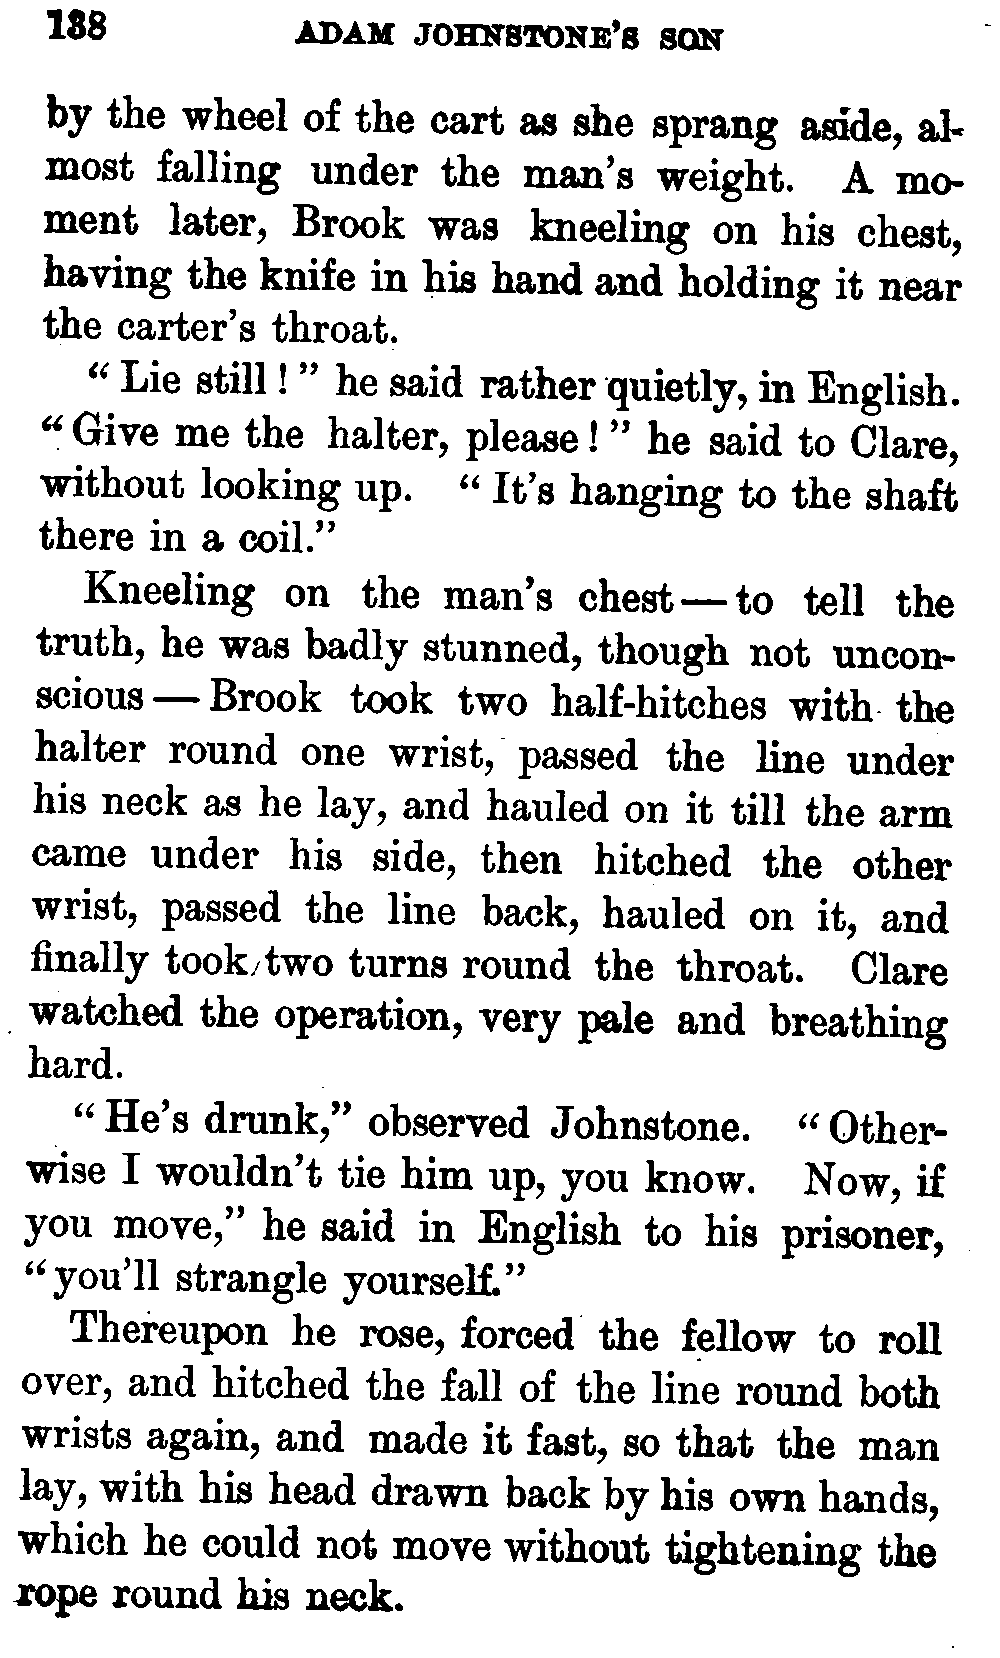 138 ADAM JOHNSTONE'S SON
by the wheel of the cart as she sprang aside, al-
most falling under the man's weight. A mo-
ment later, Brook was kneeling on his chest,
having the knife in his hand and holding it near
the carter's throat.
"Lie still!" he said rather quietly, in English.
"Give me the halter, please!" he said to Clare,
without looking up. "It's hanging to the shaft
there in a coil."
Kneeling on the man's chest—to tell the
truth, he was badly stunned, though not uncon-
scious—Brook took two half-hitches with the
halter round one wrist, passed the line under
his neck as he lay, and hauled on it till the arm
came under his side, then hitched the other
wrist, passed the line back, hauled on it, and
finally took two turns round the throat. Clare
watched the operation, very pale and breathing
hard.
"He's drunk," observed Johnstone. "Other-
wise I wouldn't tie him up, you know. Now, if
you move," he said in English to his prisoner,
"you'll strangle yourself."
Thereupon he rose, forced the fellow to roll
over, and hitched the fall of the line round both
wrists again, and made it fast, so that the man
lay, with his head drawn back by his own hands,
which he could not move without tightening the
rope round his neck.